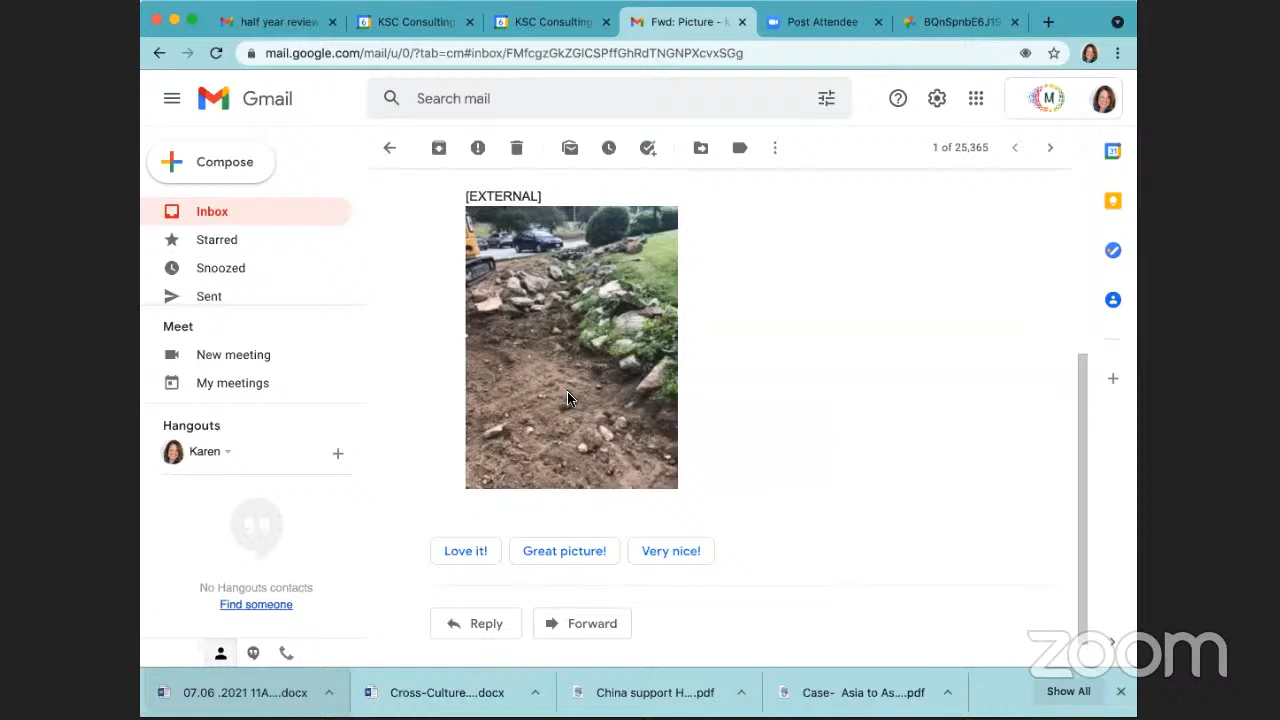 half year review
KSC Consulting
KSC Consulting
Fwd: Picture - k
Post Attendee
BQnSpnbE6J19
mail.google.com/mail/u/0/?tab=cm#inbox/FMfcgzGkZGlCSPffGhRdTNGNPXcvxSGg
Gmail
Search mail
M
Compose
1 of 25,365
31
[EXTERNAL]
Inbox
Starred
Snoozed
Sent
Meet
New meeting
My meetings
Hangouts
Karen
No Hangouts contacts
Find someone
Love it!
Great picture!
Very nice!
Reply
Forward
zoom
07.06 .2021 11A....docx
Cross-Culture....docx
China support H....pdf
Case- Asia to As....pdf
Show All